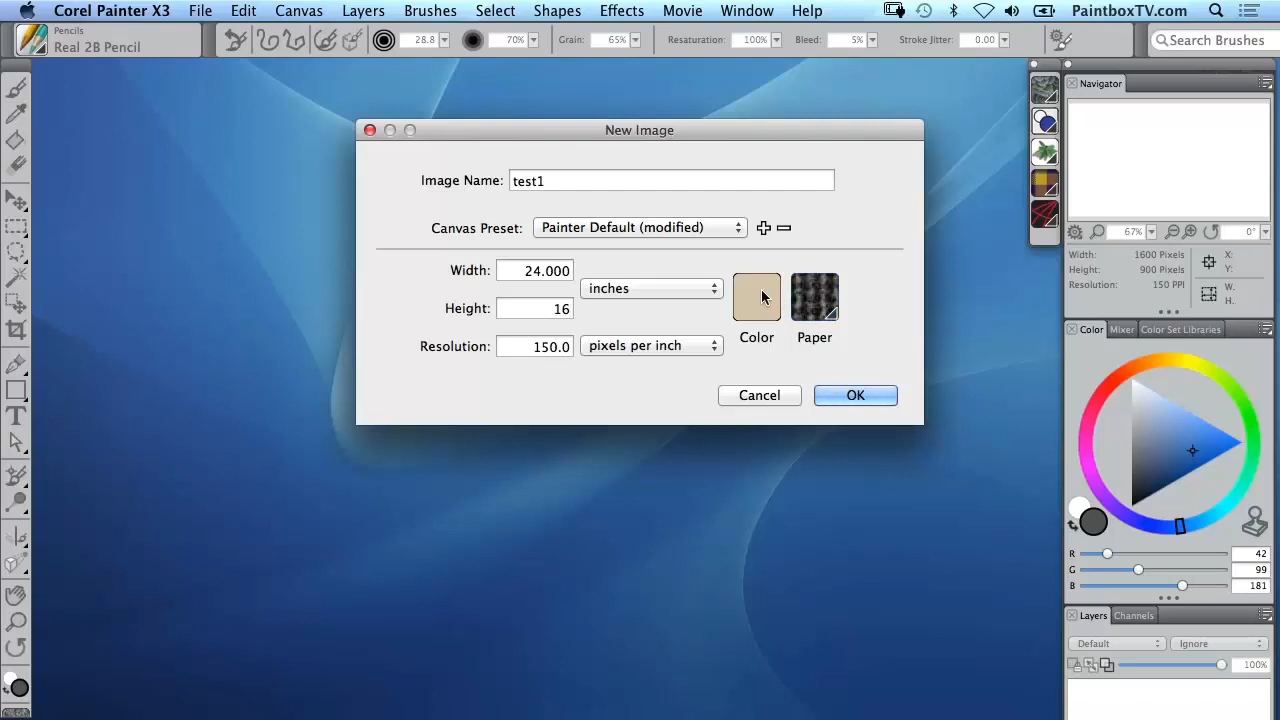 Corel Painter X3 File Edit Canvas Layers Brushes Select Shapes Effects Movie Window Help PaintboxTV.com
Pencils
Real 2B Pencil
28.8 70% Grain: 65% Resaturation: 100% Bleed: 5% Stroke Jitter: 0.00 Search Brushes
Navigator
67% 0°
Width: 1600 Pixels X:
Height: 900 Pixels Y:
Resolution: 150 PPI W.
H.
New Image
Image Name: test1
Canvas Preset: Painter Default (modified)
Width: 24.000
inches
Height: 16
Resolution: 150.0 pixels per inch
Color Paper
Cancel OK
Color Mixer Color Set Libraries
R 42
G 99
B 181
Layers Channels
Default Ignore
100%
T